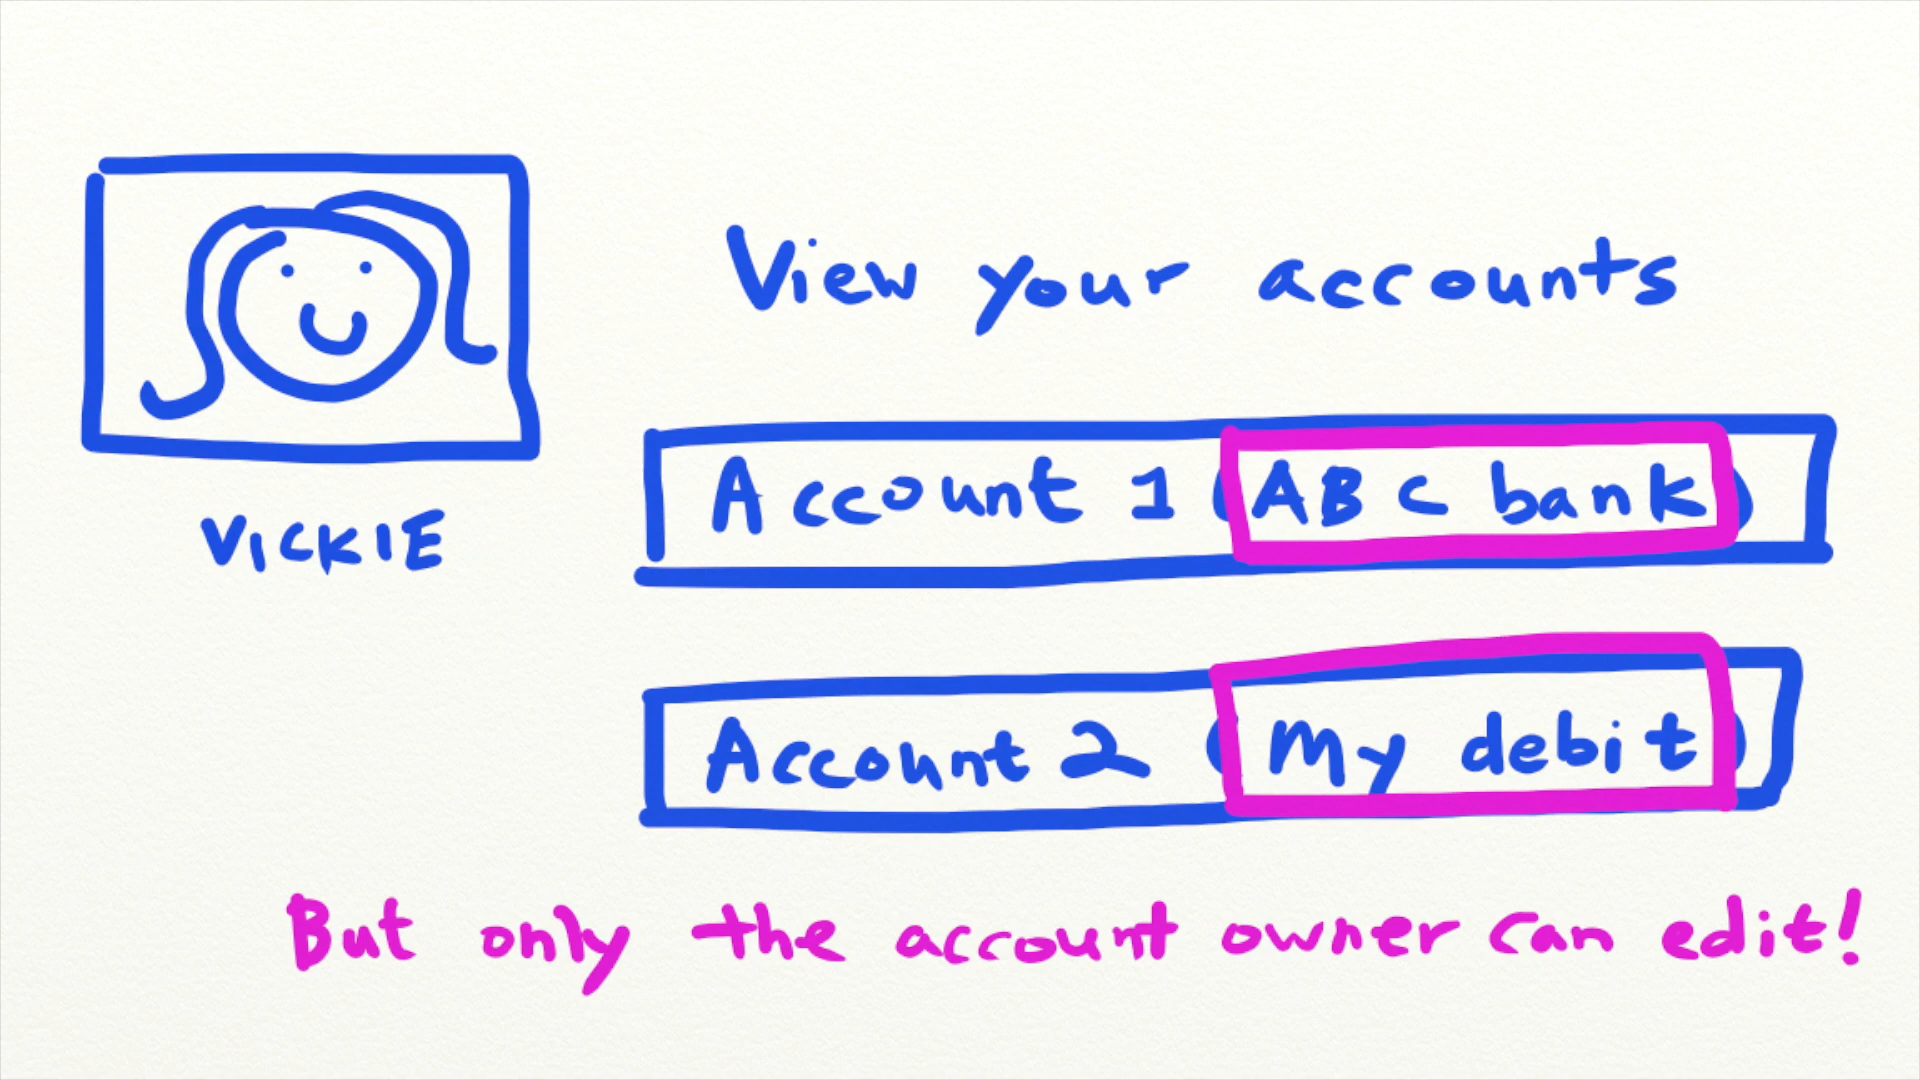 View your accounts
VICKIE
Account 1 (ABC bank)
Account 2 (My debit)
But only the account owner can edit!